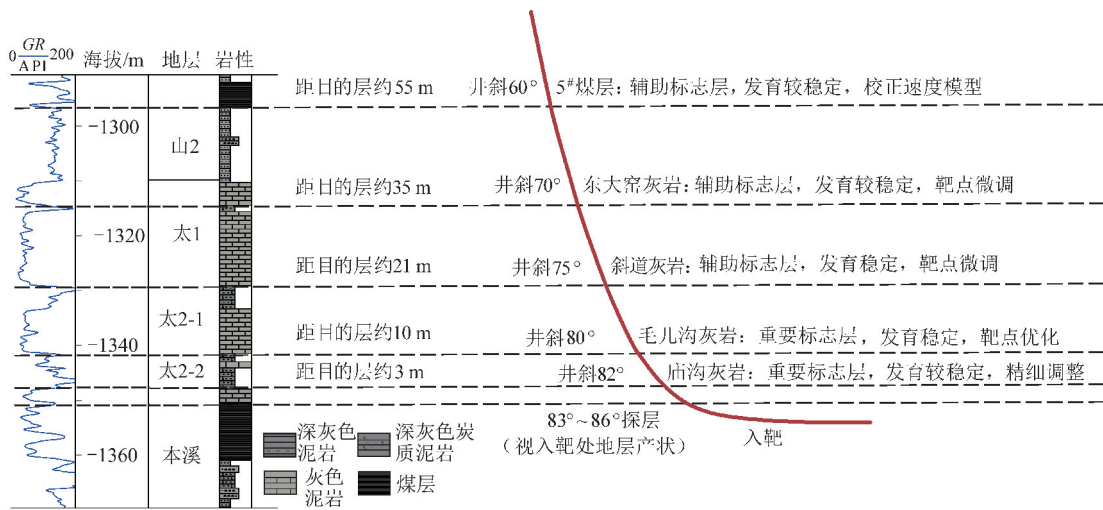 GR
0 200 海拔/m 地层 岩性
API
距目的层约55 m 井斜60° 5#煤层：辅助标志层，发育较稳定，校正速度模型
-1300
山2
距目的层约35 m 井斜70° 东大窑灰岩：辅助标志层，发育较稳定，靶点微调
-1320 太1
距目的层约21 m 井斜75° 斜道灰岩：辅助标志层，发育稳定，靶点微调
太2-1
距目的层约10 m 井斜80° 毛儿沟灰岩：重要标志层，发育稳定，靶点优化
-1340
太2-2 距目的层约3 m 井斜82° 庙沟灰岩：重要标志层，发育较稳定，精细调整
83°~86°探层
（视入靶处地层产状） 入靶
-1360 本溪
深灰色泥岩 深灰色炭质泥岩
灰色泥岩 煤层